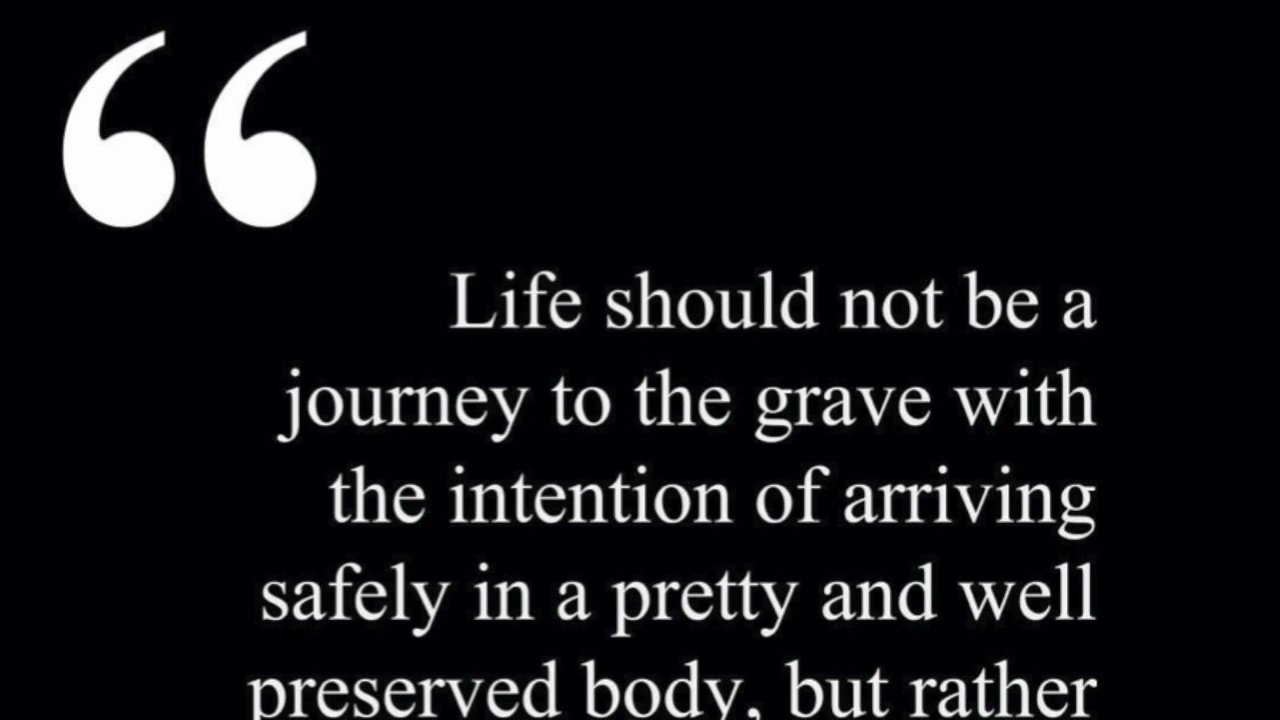 “
Life should not be a
journey to the grave with
the intention of arriving
safely in a pretty and well
preserved body, but rather